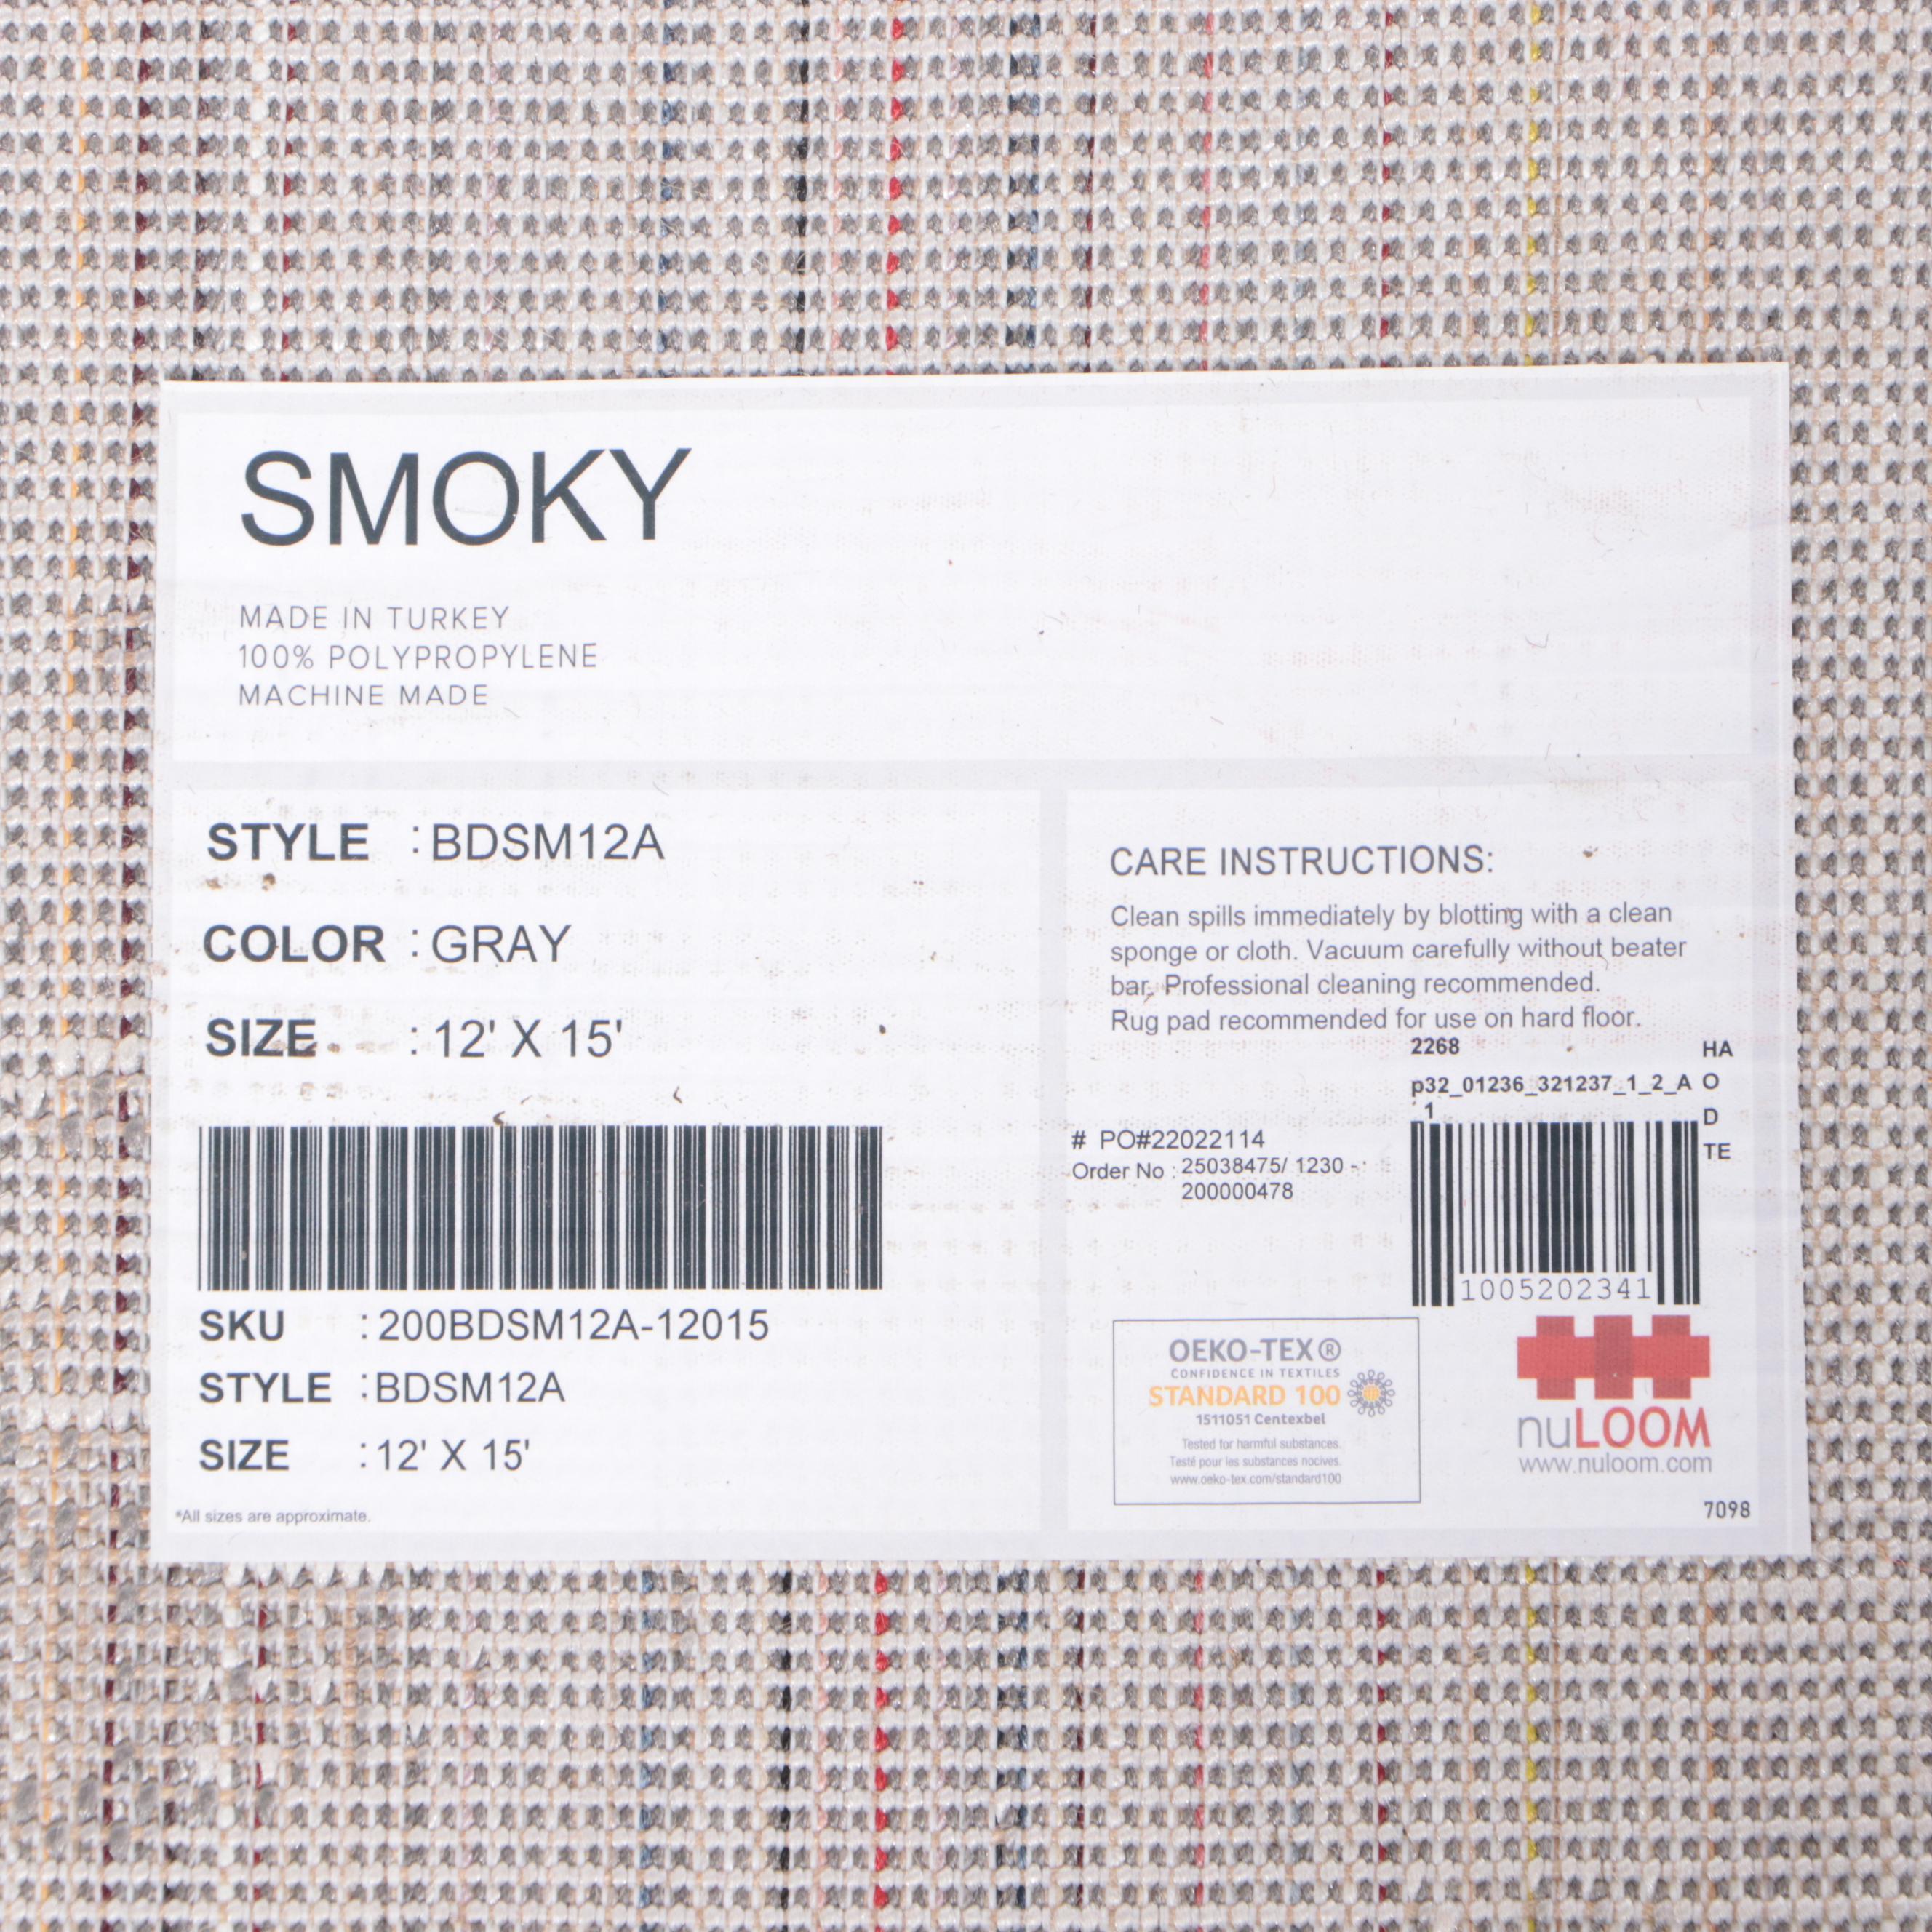 SMOKY
MADE IN TURKEY
100% POLYPROPYLENE
MACHINE MADE
STYLE : BDSM12A
COLOR : GRAY
SIZE : 12' X 15'
SKU : 200BDSM12A-12015
STYLE : BDSM12A
SIZE : 12' X 15'
*All sizes are approximate.
CARE INSTRUCTIONS:
Clean spills immediately by blotting with a clean
sponge or cloth. Vacuum carefully without beater
bar. Professional cleaning recommended.
Rug pad recommended for use on hard floor.
2268
p32_01236_321237_1_2_A
_1
HA
O
D
TE
# PO#22022114
Order No : 25038475/ 1230 -
200000478
1005202341
OEKO-TEX®
CONFIDENCE IN TEXTILES
STANDARD 100
1511051 Centexbel
Tested for harmful substances.
Testé pour les substances nocives.
www.oeko-tex.com/standard100
nuLOOM
www.nuloom.com
7098